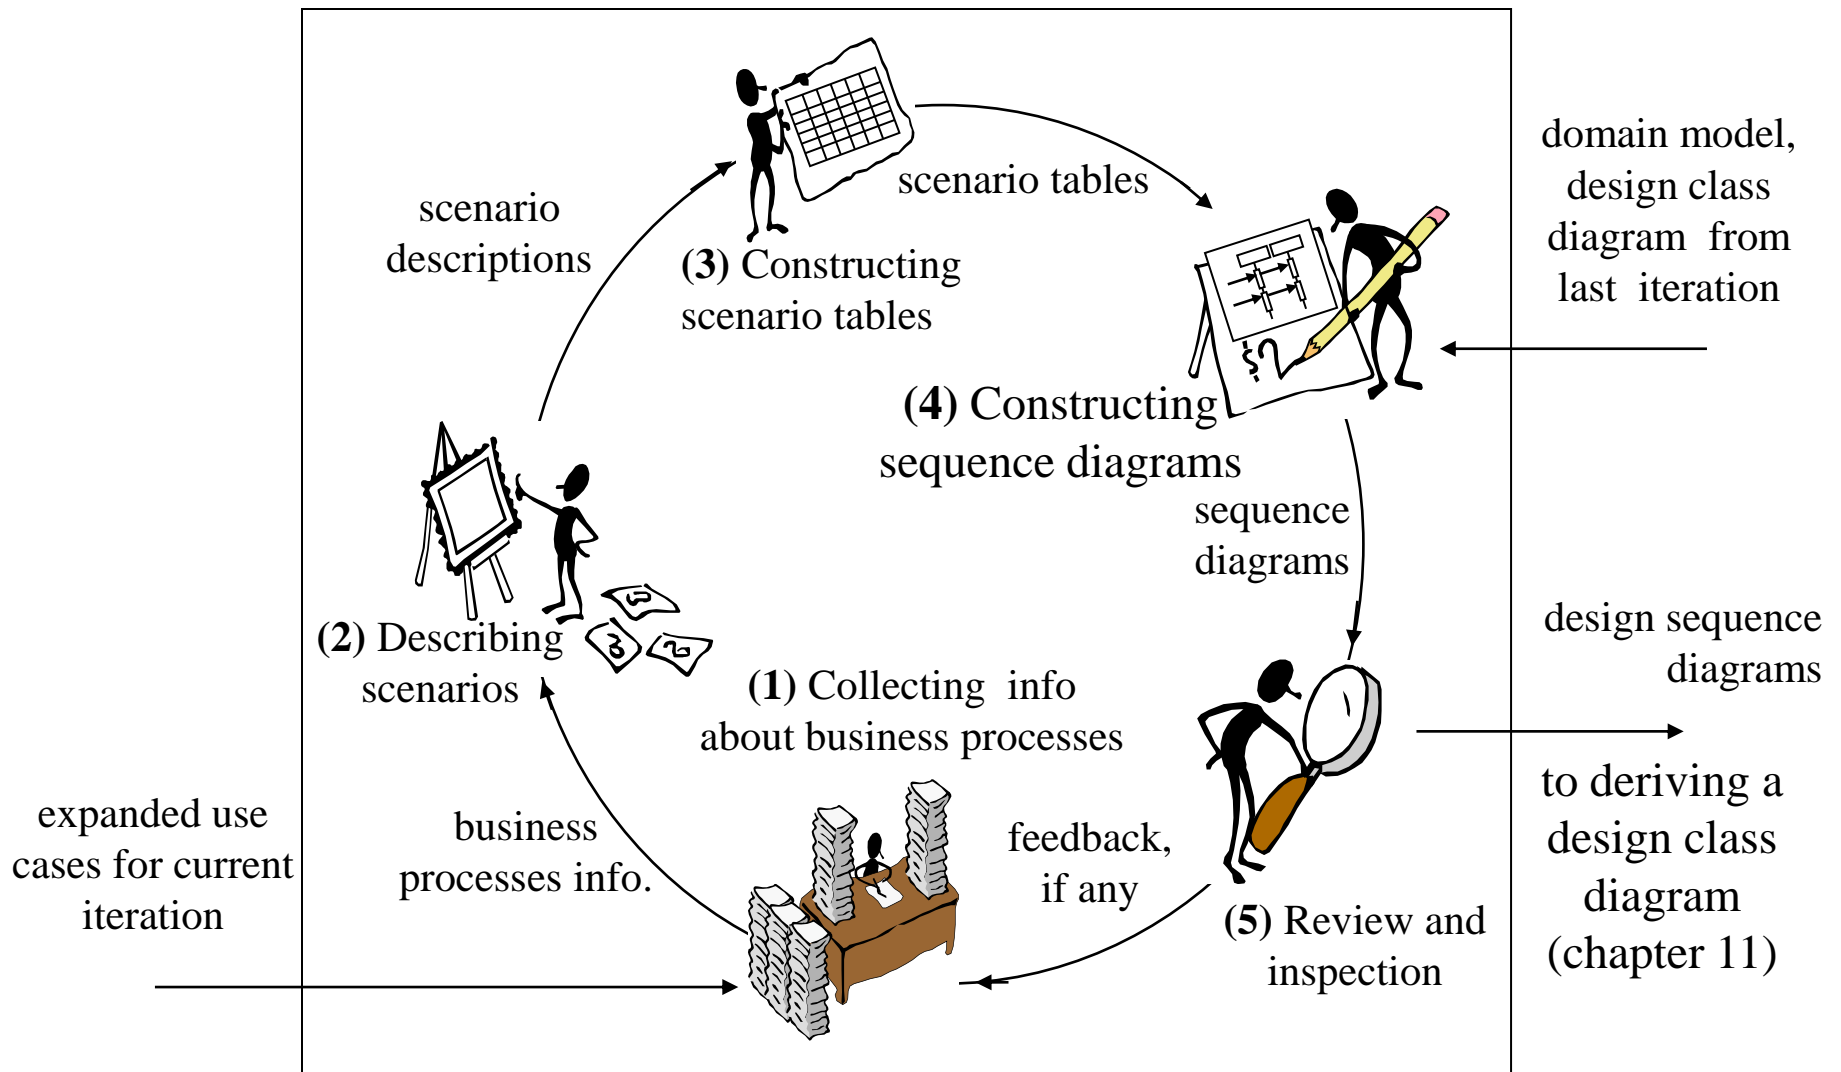 scenario tables
domain model,
design class
diagram from
last iteration
scenario
descriptions
(3) Constructing
scenario tables
(4) Constructing
sequence diagrams
sequence
diagrams
(2) Describing
scenarios
5
3
2
(1) Collecting info
about business processes
design sequence
diagrams
to deriving a
design class
diagram
(chapter 11)
expanded use
cases for current
iteration
business
processes info.
feedback,
if any
(5) Review and
inspection